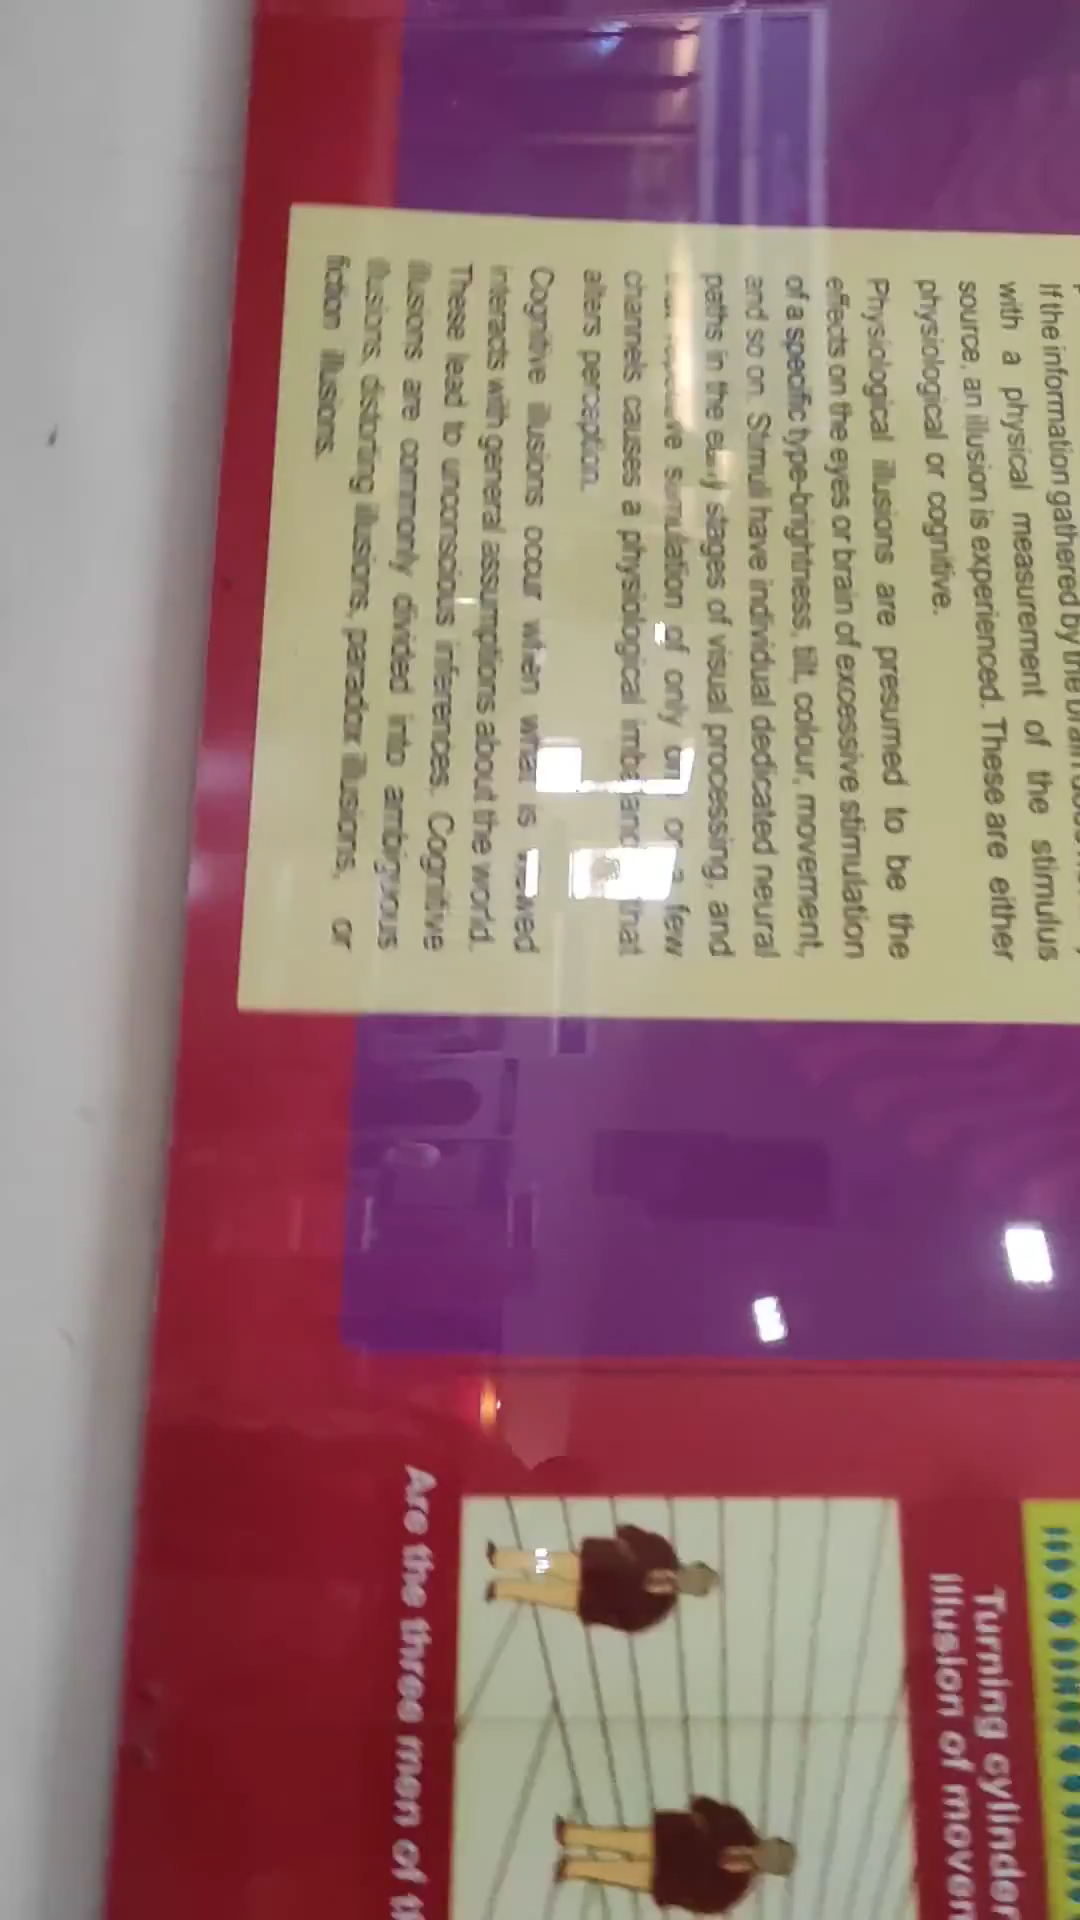 If the information gathered by the brain
with a physical measurement of the stimulus
source, an illusion is experienced. These are either
physiological or cognitive.
Physiological illusions are presumed to be the
effects on the eyes or brain of excessive stimulation
of a specific type-brightness, tilt, colour, movement,
and so on. Stimuli have individual dedicated neural
paths in the early stages of visual processing, and
stimulation of only or a few
channels causes a physiological imbalance that
alters perception.
Cognitive illusions occur when what is viewed
interacts with general assumptions about the world.
These lead to unconscious inferences. Cognitive
illusions are commonly divided into ambiguous
illusions, distorting illusions, paradox illusions, or
fiction illusions.
Turning cylinder
illusion of
Are the three men of